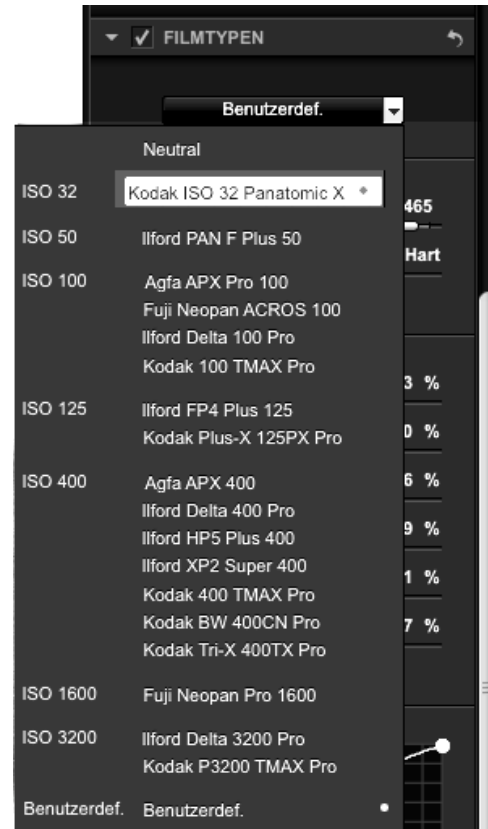 FILMTYPEN
Benutzerdef.
Neutral
ISO 32 Kodak ISO 32 Panatomic X
465
ISO 50 Ilford PAN F Plus 50
Hart
ISO 100 Agfa APX Pro 100
Fuji Neopan ACROS 100
Ilford Delta 100 Pro
Kodak 100 TMAX Pro
3 %
ISO 125 Ilford FP4 Plus 125
Kodak Plus-X 125PX Pro
0 %
ISO 400 Agfa APX 400
6 %
Ilford Delta 400 Pro
Ilford HP5 Plus 400
9 %
Ilford XP2 Super 400
1 %
Kodak 400 TMAX Pro
Kodak BW 400CN Pro
7 %
Kodak Tri-X 400TX Pro
ISO 1600 Fuji Neopan Pro 1600
ISO 3200 Ilford Delta 3200 Pro
Kodak P3200 TMAX Pro
Benutzerdef. Benutzerdef.